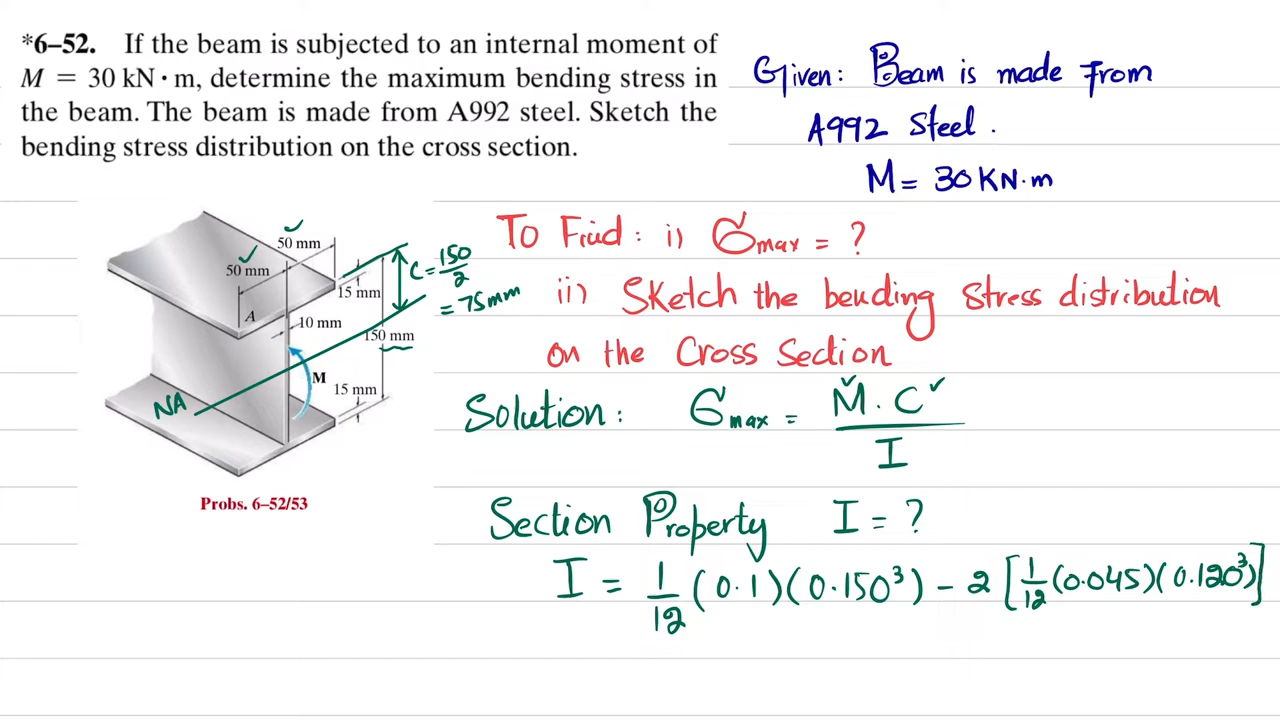 *6–52. If the beam is subjected to an internal moment of
M = 30 kN·m, determine the maximum bending stress in
the beam. The beam is made from A992 steel. Sketch the
bending stress distribution on the cross section.
Given: Beam is made from
A992 Steel.
M = 30 KN.m
50 mm
50 mm
A
15 mm
10 mm
150 mm
M
15 mm
NA
C = 150/2
= 75mm
Probs. 6–52/53
To Find: i) σmax = ?
ii) Sketch the bending stress distribution
on the Cross Section
Solution: σmax = M.C/I
Section Property I = ?
I = 1/12 (0.1)(0.150³) - 2 [1/12 (0.045)(0.120³)]